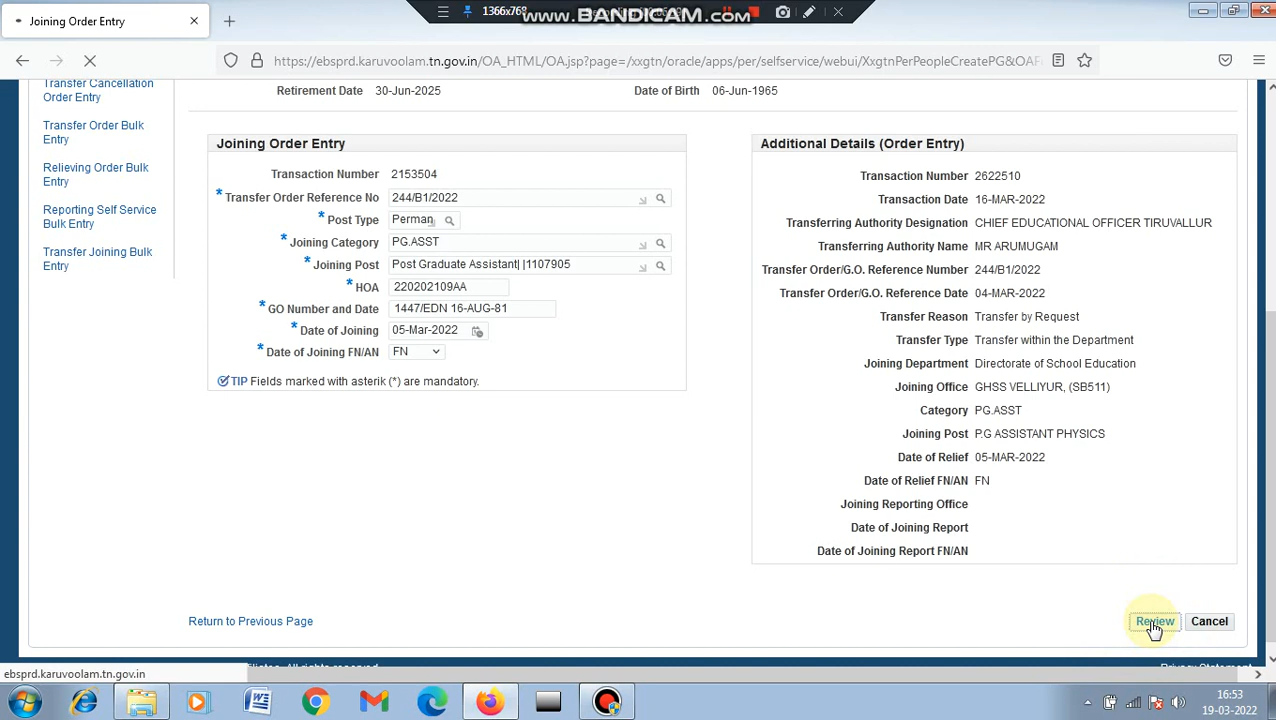 Joining Order Entry
1366x768
www.BANDICAM.com
https://ebsprd.karuvoolam.tn.gov.in/OA_HTML/OA.jsp?page=/xxgtn/oracle/apps/per/selfservice/webui/XxgtnPerPeopleCreatePG&OAF
Transfer Cancellation
Order Entry
Transfer Order Bulk
Entry
Relieving Order Bulk
Entry
Reporting Self Service
Bulk Entry
Transfer Joining Bulk
Entry
Retirement Date 30-Jun-2025
Date of Birth 06-Jun-1965
Joining Order Entry
Transaction Number 2153504
* Transfer Order Reference No 244/B1/2022
* Post Type Perman
* Joining Category PG.ASST
* Joining Post Post Graduate Assistant| |1107905
* HOA 220202109AA
* GO Number and Date 1447/EDN 16-AUG-81
* Date of Joining 05-Mar-2022
* Date of Joining FN/AN FN
TIP Fields marked with asterik (*) are mandatory.
Additional Details (Order Entry)
Transaction Number 2622510
Transaction Date 16-MAR-2022
Transferring Authority Designation CHIEF EDUCATIONAL OFFICER TIRUVALLUR
Transferring Authority Name MR ARUMUGAM
Transfer Order/G.O. Reference Number 244/B1/2022
Transfer Order/G.O. Reference Date 04-MAR-2022
Transfer Reason Transfer by Request
Transfer Type Transfer within the Department
Joining Department Directorate of School Education
Joining Office GHSS VELLIYUR, (SB511)
Category PG.ASST
Joining Post P.G ASSISTANT PHYSICS
Date of Relief 05-MAR-2022
Date of Relief FN/AN FN
Joining Reporting Office
Date of Joining Report
Date of Joining Report FN/AN
Return to Previous Page
Review Cancel
Privacy Statement
ebsprd.karuvoolam.tn.gov.in
16:53
19-03-2022